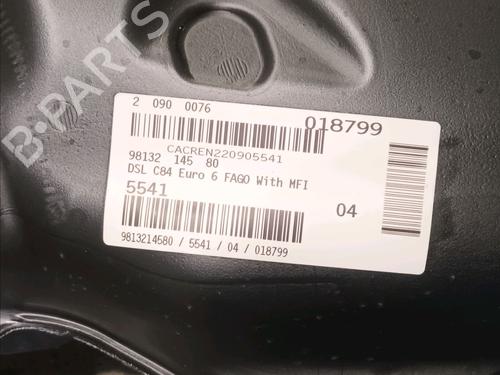 B-PARTS
2 090 0076
018799
CACREN220905541
98132 145 80
DSL C84 Euro 6 FAGO With MFI
5541
04
9813214580 / 5541 / 04 / 018799